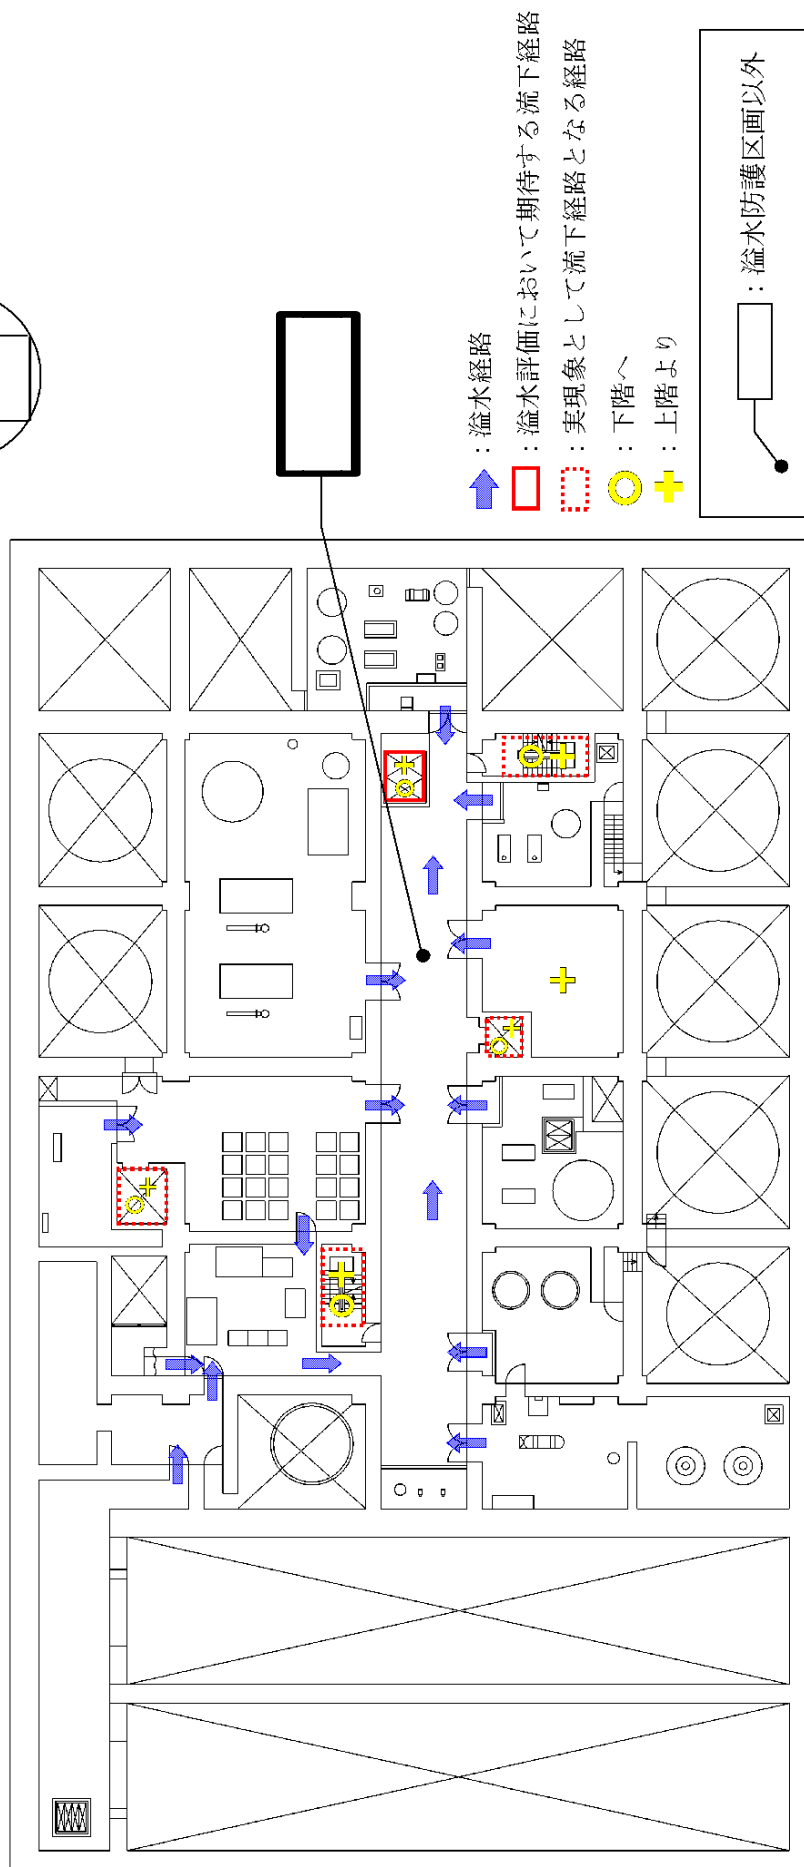 ：溢水経路
：溢水評価において期待する流下経路
：実現象として流下経路となる経路
：下階へ
：上階より
：溢水防護区画以外